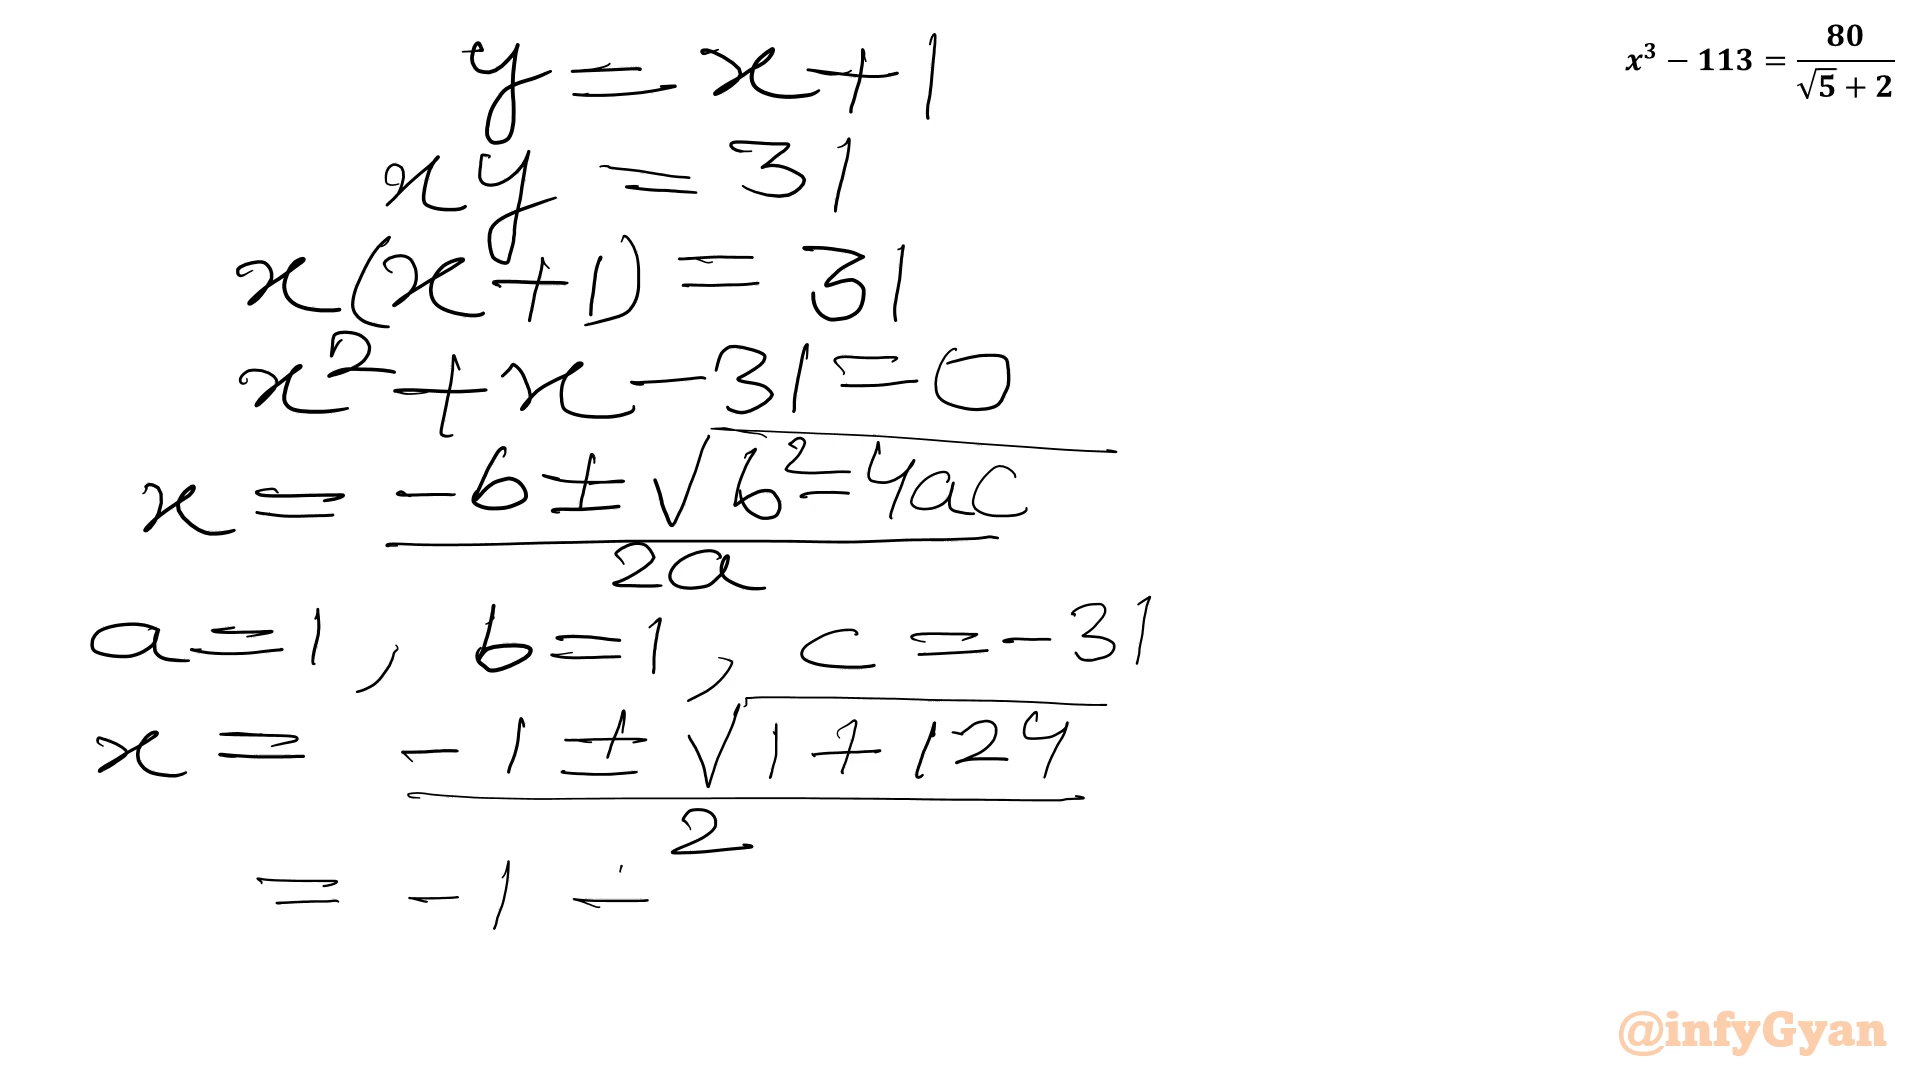 y = x+1
x³ − 113 = 80/(√5 + 2)
xy = 31
x(x+1) = 31
x²+x−31=0
x = (−b ± √(b²−4ac))/2a
a=1, b=1, c=−31
x = (−1 ± √(1+124))/2
= −1 ∸
@infyGyan